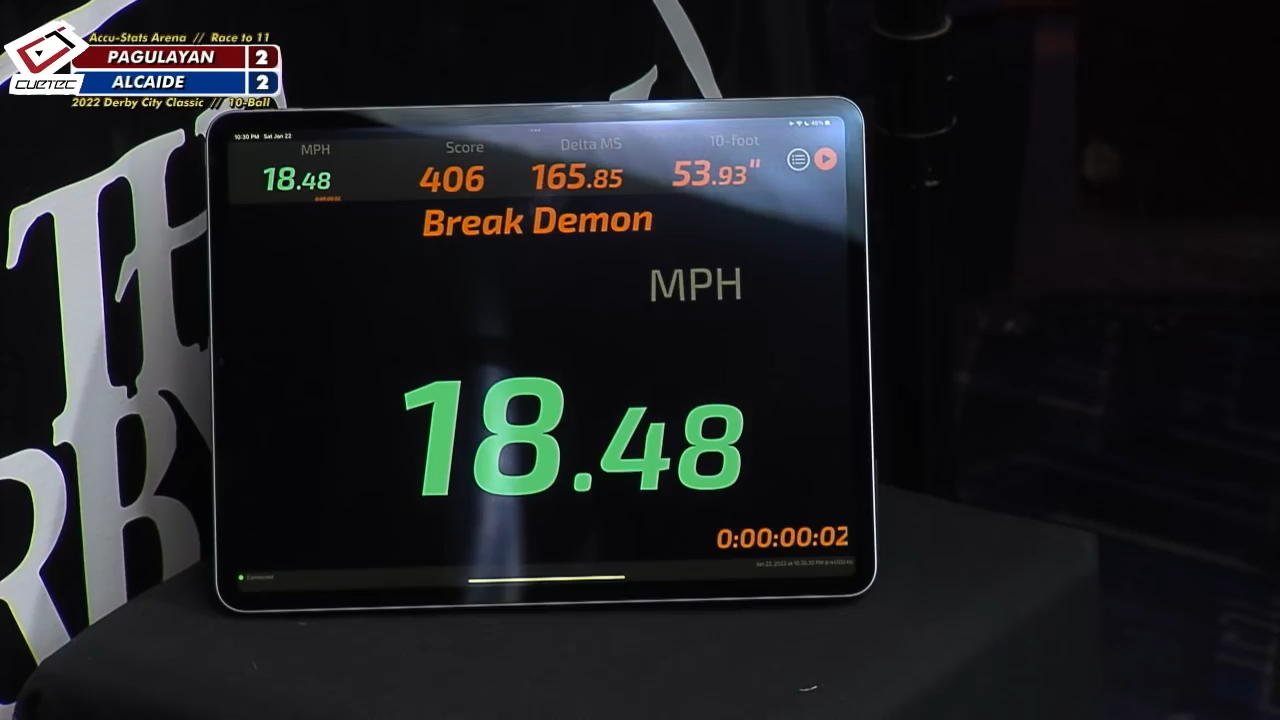 Accu-Stats Arena // Race to 11
PAGULAYAN 2
ALCAIDE 2
CUETEC
2022 Derby City Classic // 10-Ball
10:30 PM Sat Jan 22
MPH Score Delta MS 10-foot
18.48 406 165.85 53.93"
Break Demon
MPH
18.48
0:00:00:02
Connected